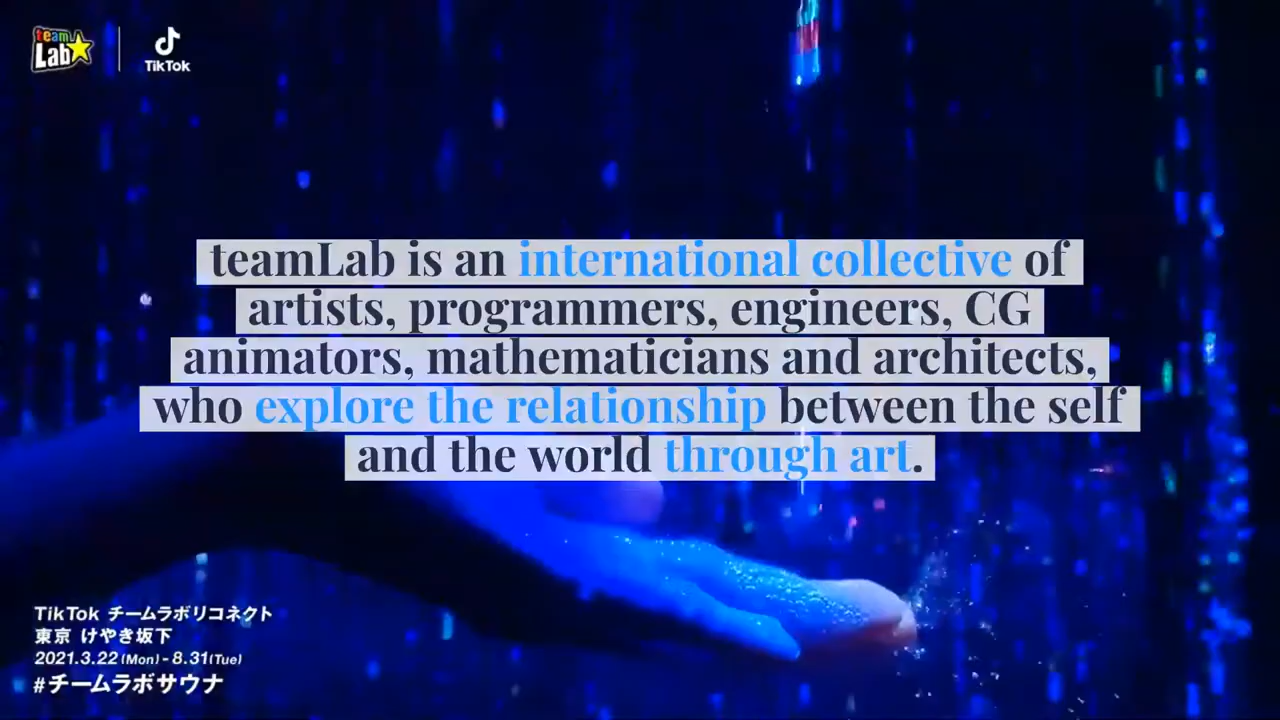 team
Lab
TikTok
teamLab is an international collective of
artists, programmers, engineers, CG
animators, mathematicians and architects,
who explore the relationship between the self
and the world through art.
TikTok チームラボリコネクト
東京 けやき坂下
2021.3.22(Mon) - 8.31(Tue)
#チームラボサウナ